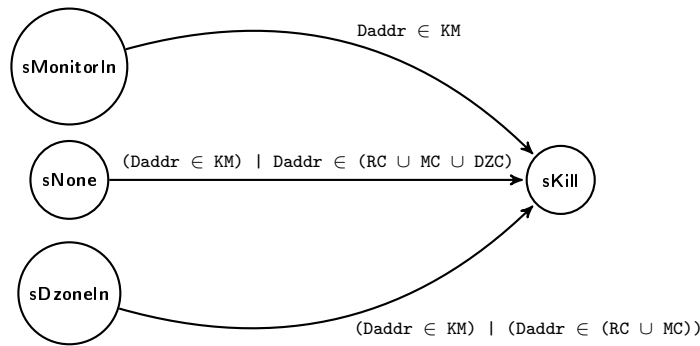 Daddr ∈ KM
sMonitorIn
(Daddr ∈ KM) | Daddr ∈ (RC ∪ MC ∪ DZC)
sNone
sKill
sDzoneIn
(Daddr ∈ KM) | (Daddr ∈ (RC ∪ MC))